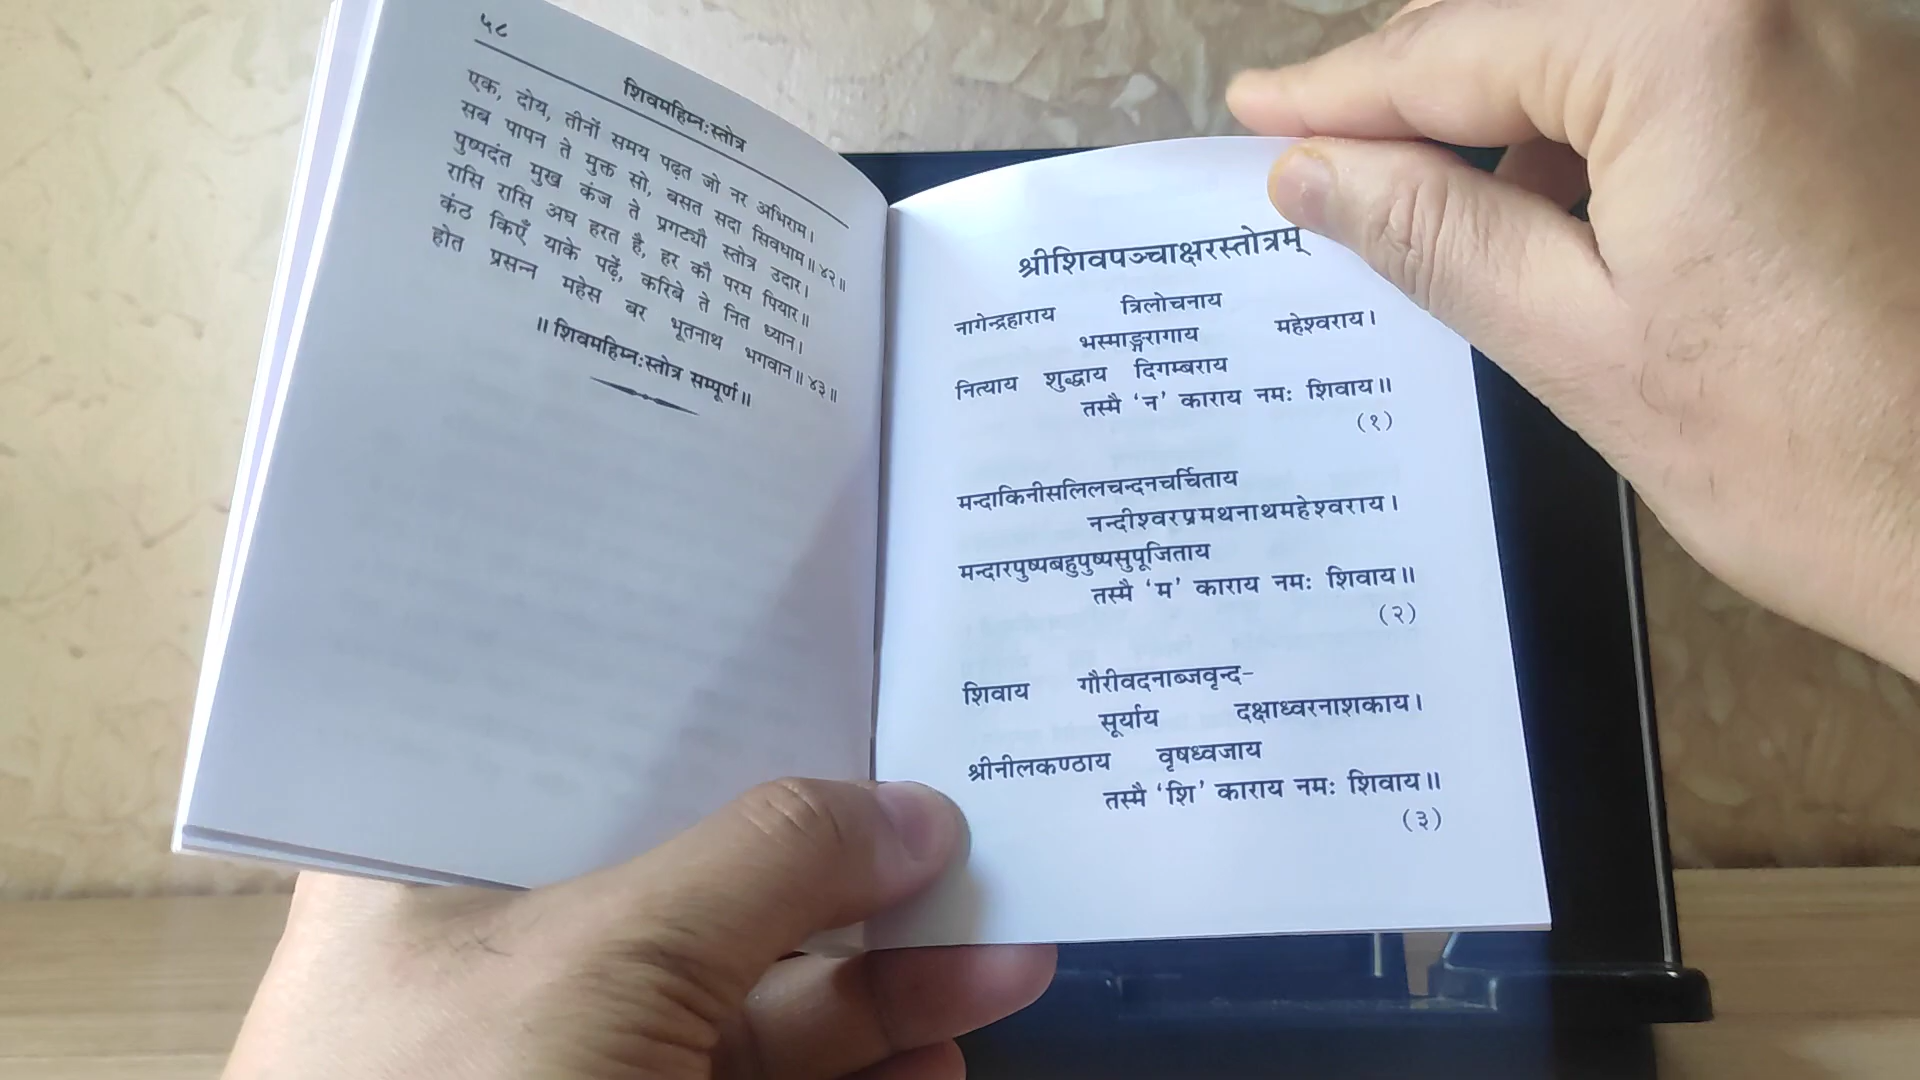 ५८
शिवमहिम्न:स्तोत्र
एक, दोय, तीनों समय पढ़त जो नर अभिराम।
सब पापन ते मुक्त सो, बसत सदा सिवधाम॥ ४२॥
पुष्पदंत मुख कंज ते प्रगट्यौ स्तोत्र उदार।
रासि रासि अघ हरत है, हर कौ परम पियार॥
कंठ किएँ याके पढ़ें, करिबे ते नित ध्यान।
होत प्रसन्न महेस बर भूतनाथ भगवान॥ ४३॥
॥ शिवमहिम्न:स्तोत्र सम्पूर्ण॥
श्रीशिवपञ्चाक्षरस्तोत्रम्
नागेन्द्रहाराय त्रिलोचनाय
भस्माङ्गरागाय महेश्वराय।
नित्याय शुद्धाय दिगम्बराय
तस्मै ‘न’ काराय नमः शिवाय॥
(१)
मन्दाकिनीसलिलचन्दनचर्चिताय
नन्दीश्वरप्रमथनाथमहेश्वराय।
मन्दारपुष्पबहुपुष्पसुपूजिताय
तस्मै ‘म’ काराय नमः शिवाय॥
(२)
शिवाय गौरीवदनाब्जवृन्द-
सूर्याय दक्षाध्वरनाशकाय।
श्रीनीलकण्ठाय वृषध्वजाय
तस्मै ‘शि’ काराय नमः शिवाय॥
(३)